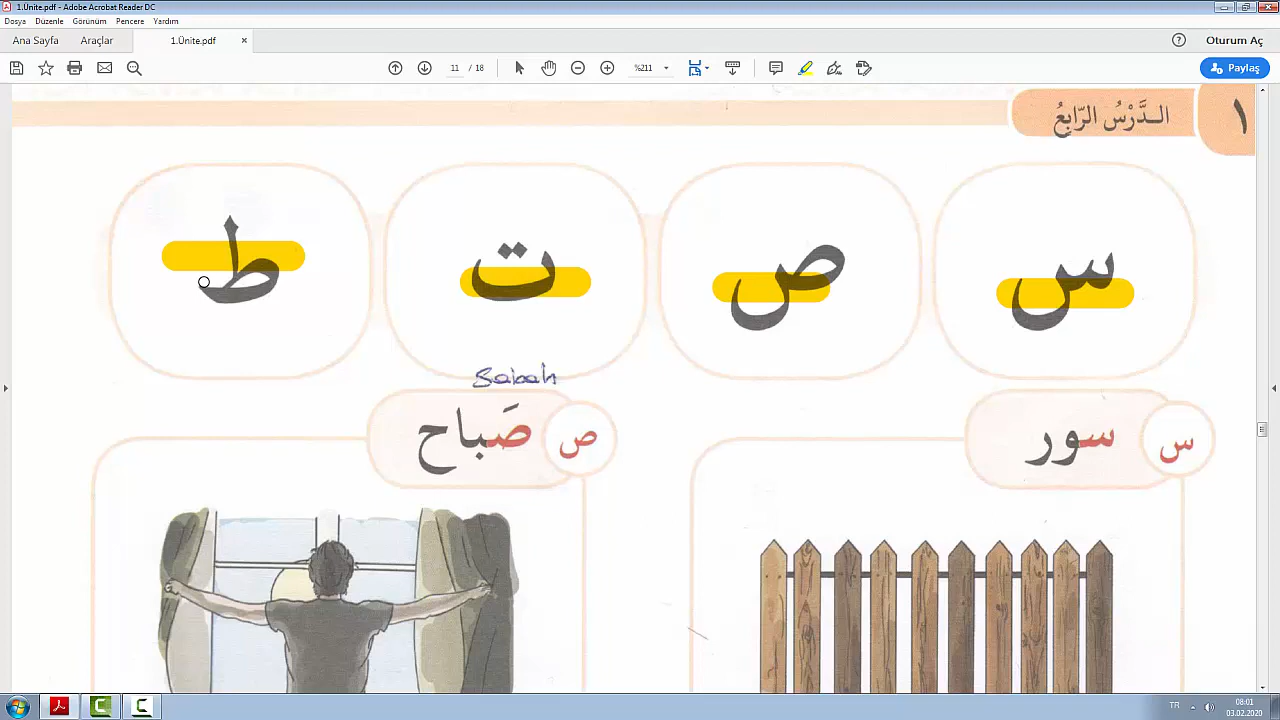 1.Ünite.pdf - Adobe Acrobat Reader DC
Dosya Düzenle Görünüm Pencere Yardım
Ana Sayfa Araçlar 1.Ünite.pdf × ? Oturum Aç
11 / 18 %211 Paylaş
١ الـدَّرْسُ الرّابِعُ
س ص ت ط
Sabah
س سور ص صَباح
TR 08:01
03.02.2020